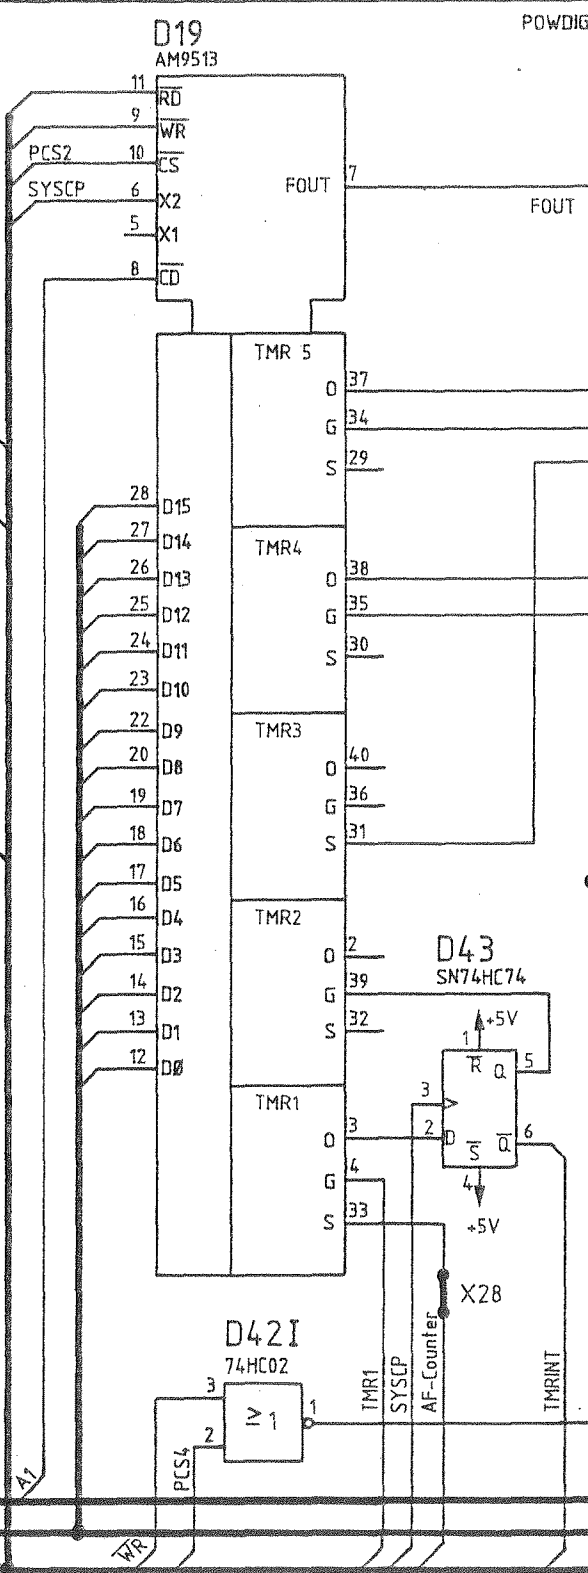 POWDIG
D19
AM9513
11 RD
9 WR
PCS2 10 CS
SYSCP 6 X2
5 X1
8 CD
FOUT 7
FOUT
TMR 5
O 37
G 34
S 29
28 D15
27 D14
26 D13
25 D12
24 D11
23 D10
22 D9
20 D8
19 D7
18 D6
17 D5
16 D4
15 D3
14 D2
13 D1
12 DØ
TMR4
O 38
G 35
S 30
TMR3
O 40
G 36
S 31
TMR2
O 2
G 39
S 32
TMR1
O 3
G 4
S 33
D43
SN74HC74
+5V
1 R Q 5
3
2 D S Q 6
4
+5V
X28
D42I
74HC02
3
2
≥1
1
PCS4
WR
A1
TMR1
SYSCP
AF-Counter
TMRINT